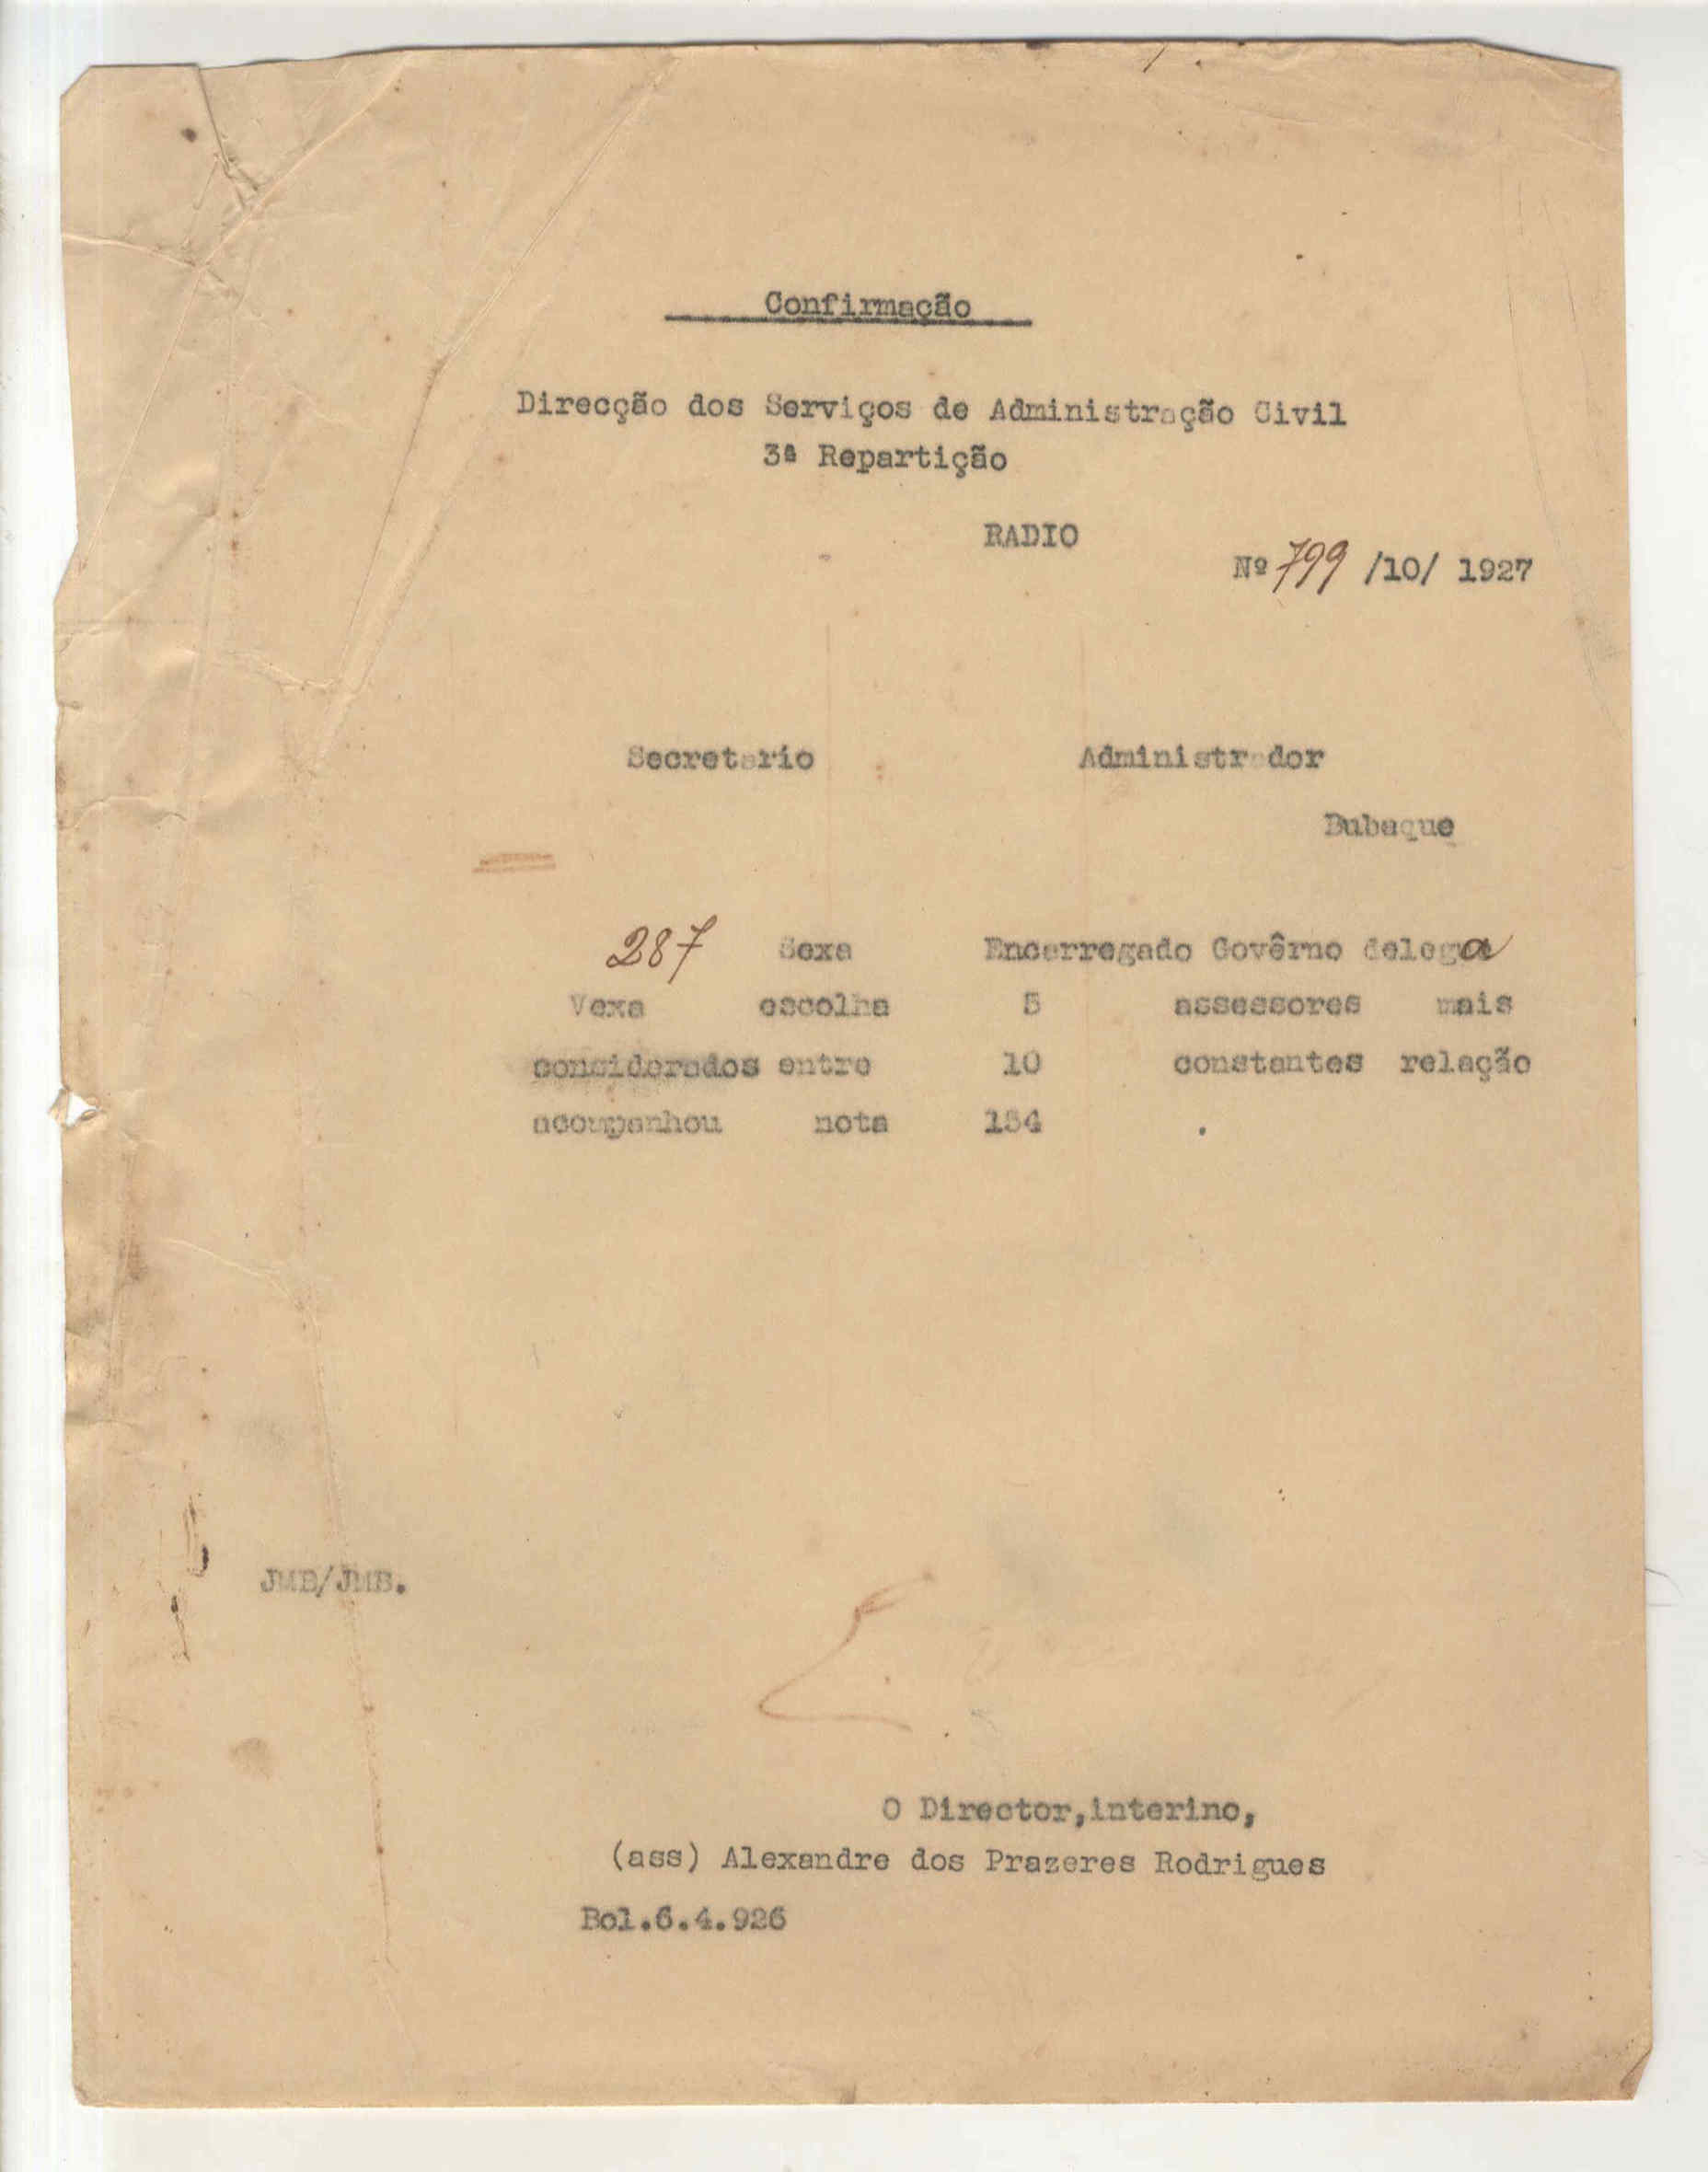 Confirmação
Direcção dos Serviços de Administração Civil
3ª Repartição
RADIO
Nº 799 /10/ 1927
Secretario Administrador
Bubaque
287 Sexa Encarregado Govêrno delega
Vexa escolha 5 assessores mais
considerados entre 10 constantes relação
acompanhou nota 154 .
JMB/JMB.
O Director,interino,
(ass) Alexandre dos Prazeres Rodrigues
Bol.6.4.926